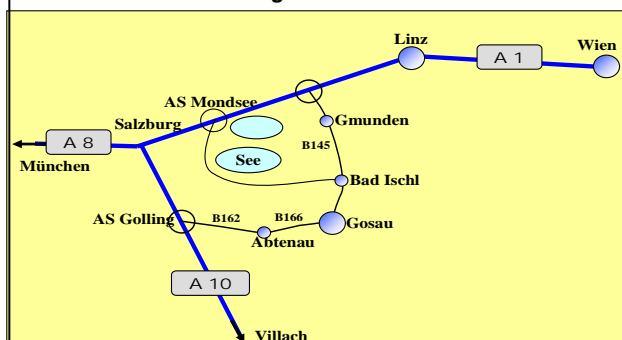 Linz
Wien
A 1
AS Mondsee
Salzburg
Gmunden
A 8
B145
München
See
Bad Ischl
AS Golling
B162
B166
Gosau
Abtenau
A 10
Villach